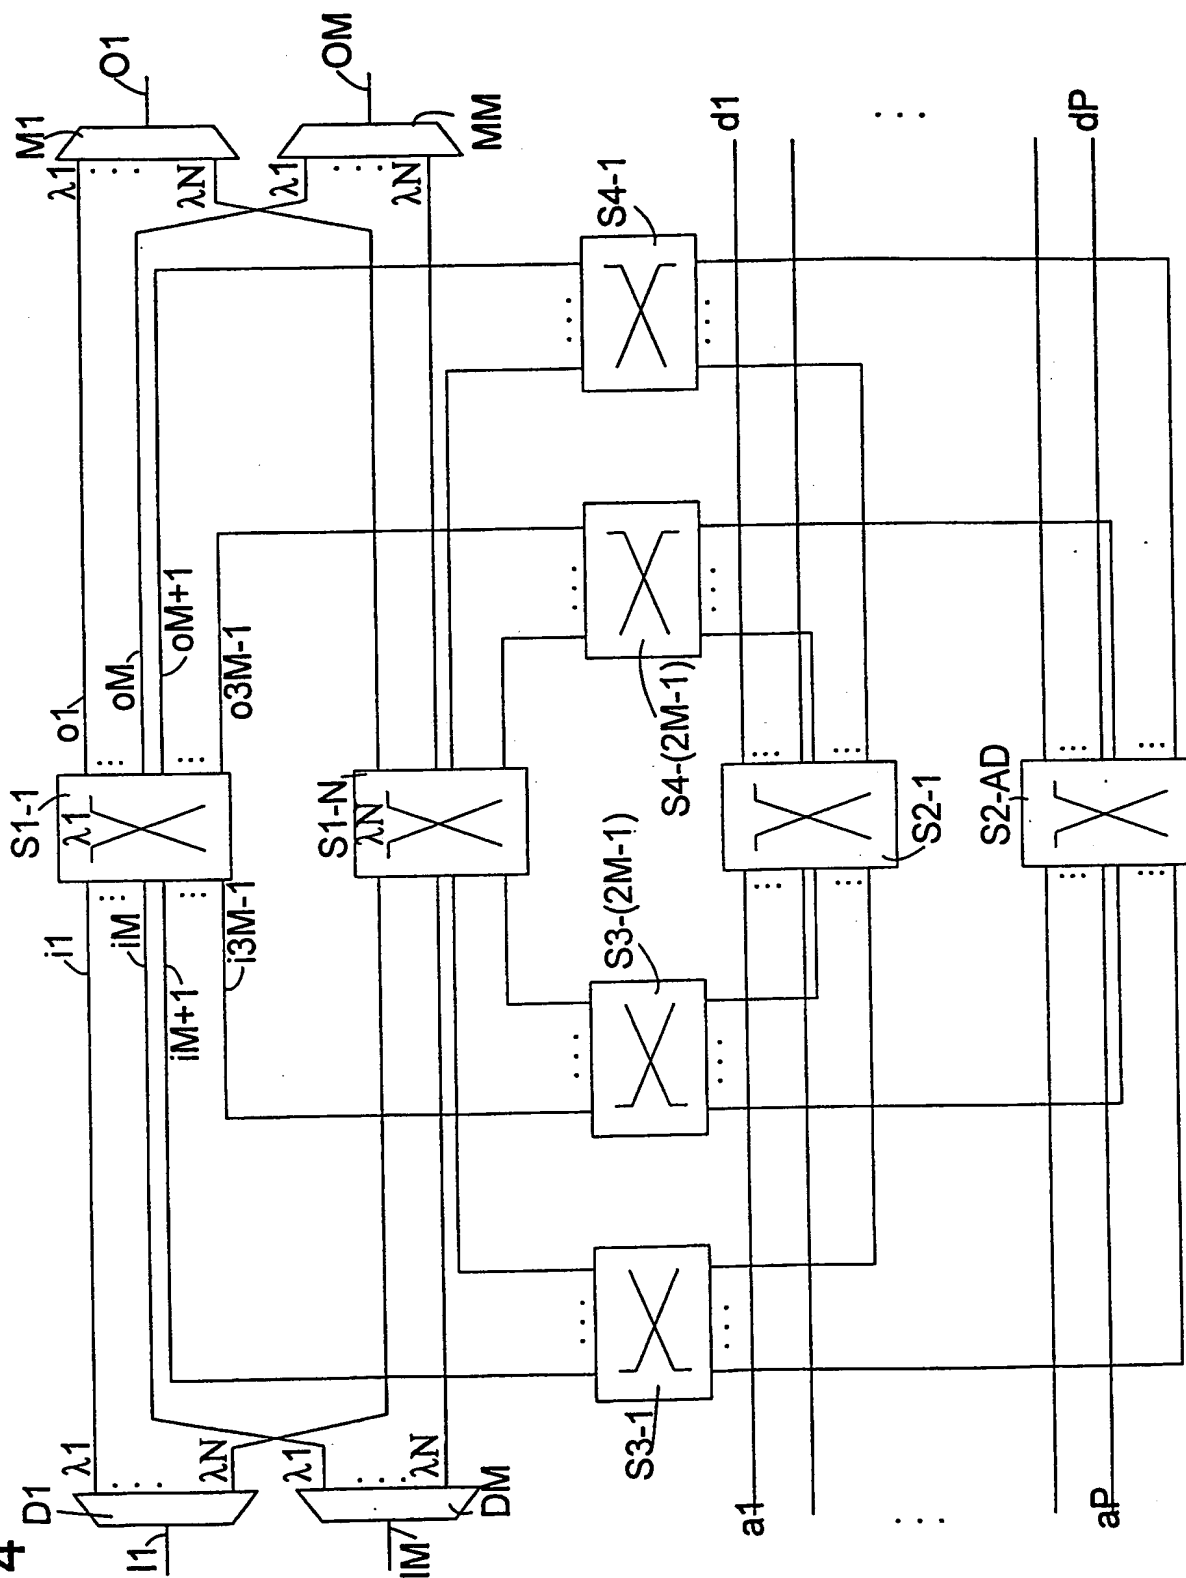 4
D1
I1
λ1
λN
λ1
λN
IM
DM
i1
iM
iM+1
i3M-1
S1-1
λ1
o1
oM
oM+1
o3M-1
S1-N
λN
M1
λ1
λN
λ1
λN
O1
OM
MM
S3-1
S3-(2M-1)
S4-(2M-1)
S4-1
a1
aP
S2-1
S2-AD
d1
dP